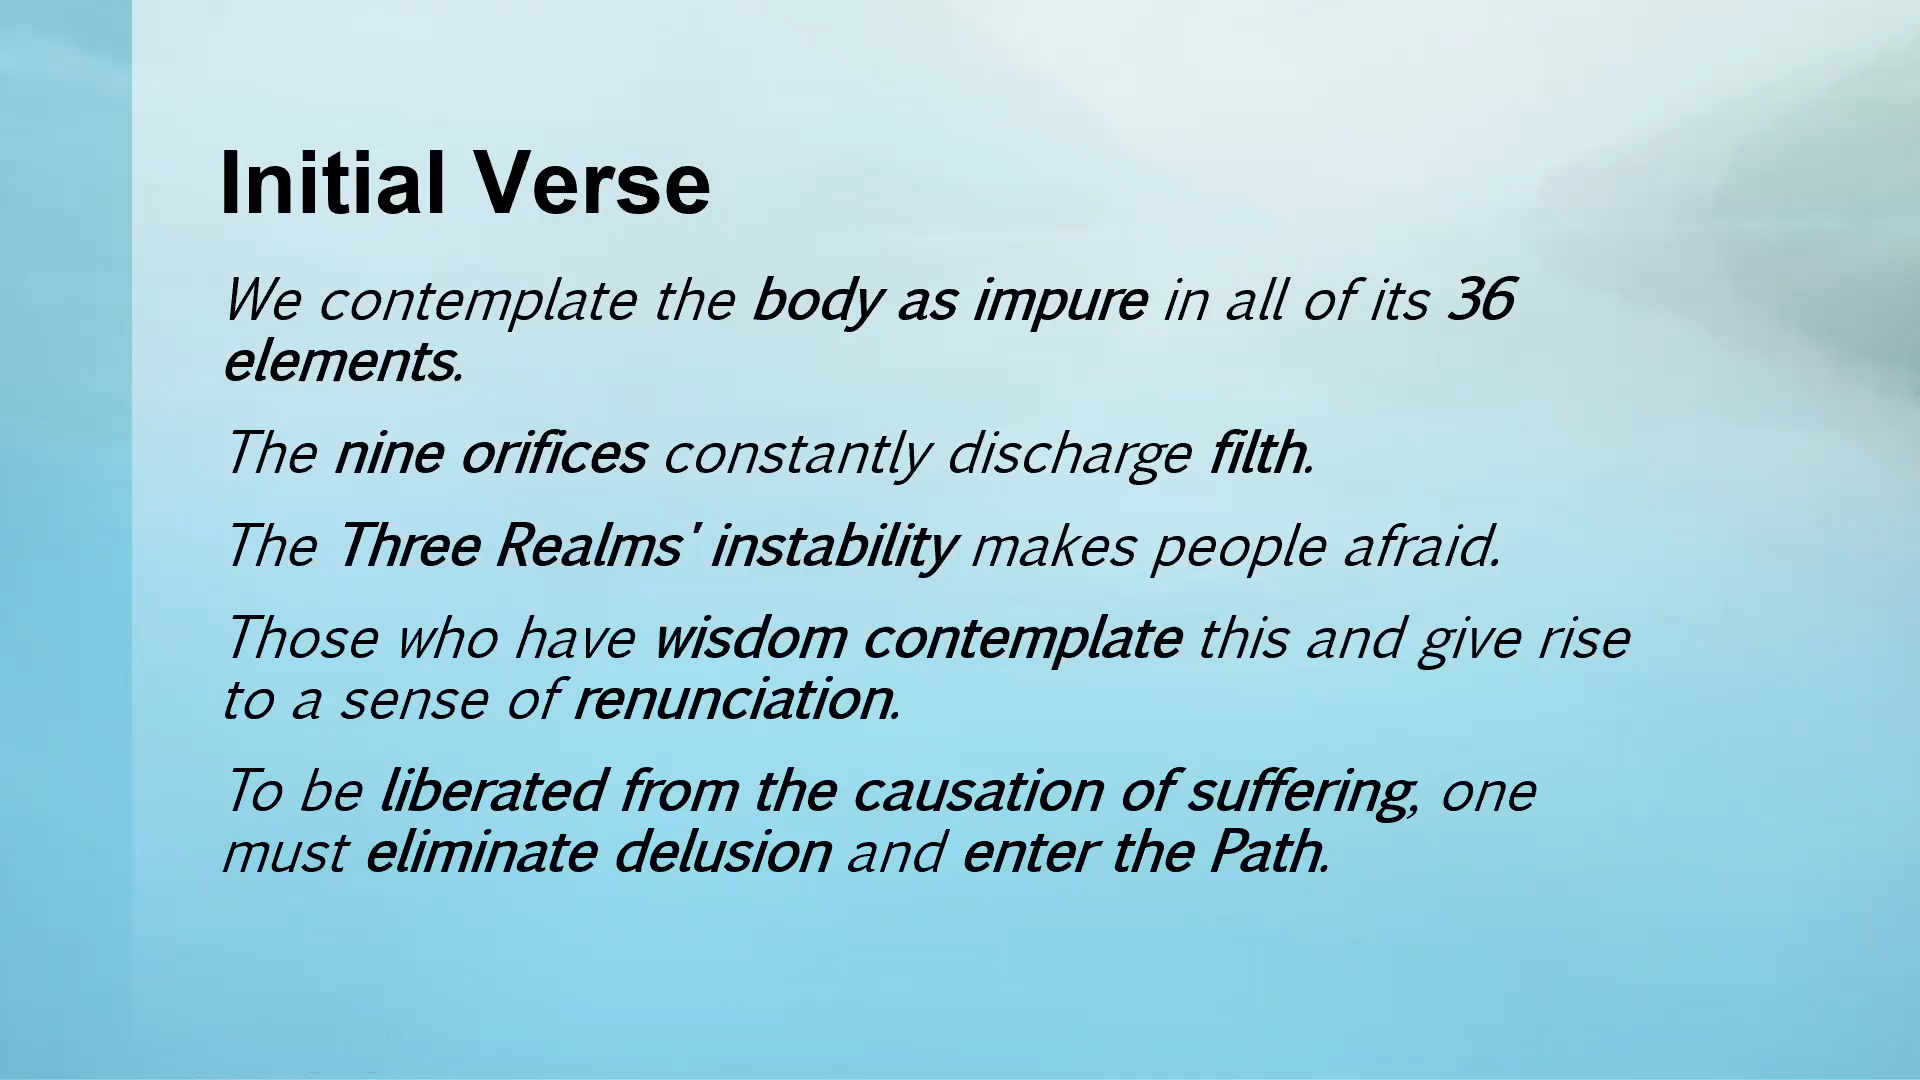 Initial Verse
We contemplate the body as impure in all of its 36
elements.
The nine orifices constantly discharge filth.
The Three Realms' instability makes people afraid.
Those who have wisdom contemplate this and give rise
to a sense of renunciation.
To be liberated from the causation of suffering, one
must eliminate delusion and enter the Path.